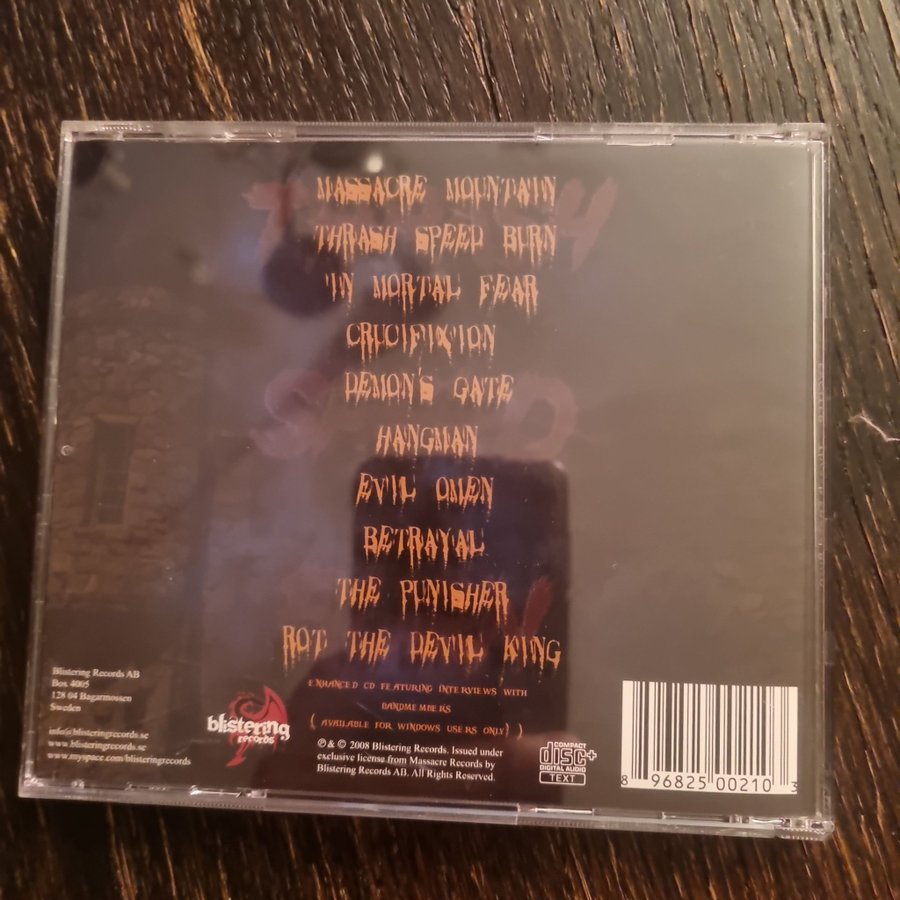 MASSACRE MOUNTAIN
THRASH SPEED BURN
IN MORTAL FEAR
CRUCIFIXION
DEMON'S GATE
HANGMAN
EVIL OMEN
BETRAYAL
THE PUNISHER
ROT THE DEVIL KING
ENHANCED CD FEATURING INTERVIEWS WITH
BANDMEMBERS
( AVAILABLE FOR WINDOWS USERS ONLY! )
Blistering Records AB
Box 4005
128 04 Bagarmossen
Sweden
info@blisteringrecords.se
www.blisteringrecords.se
www.myspace.com/blisteringrecords
blistering
records
℗ & © 2008 Blistering Records. Issued under
exclusive license from Massacre Records by
Blistering Records AB. All Rights Reserved.
COMPACT
disc+
DIGITAL AUDIO
TEXT
8 96825 00210 3